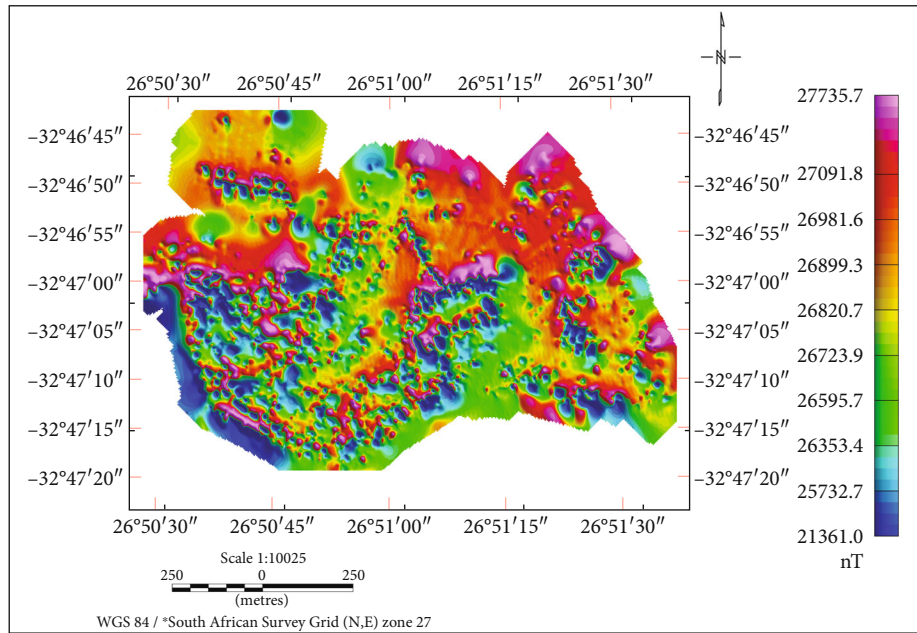 N
26°50′30″ 26°50′45″ 26°51′00″ 26°51′15″ 26°51′30″
–32°46′45″ –32°46′45″
–32°46′50″ –32°46′50″
–32°46′55″ –32°46′55″
–32°47′00″ –32°47′00″
–32°47′05″ –32°47′05″
–32°47′10″ –32°47′10″
–32°47′15″ –32°47′15″
–32°47′20″ –32°47′20″
26°50′30″ 26°50′45″ 26°51′00″ 26°51′15″ 26°51′30″
27735.7
27091.8
26981.6
26899.3
26820.7
26723.9
26595.7
26353.4
25732.7
21361.0
nT
Scale 1:10025
250 0 250
(metres)
WGS 84 / *South African Survey Grid (N,E) zone 27